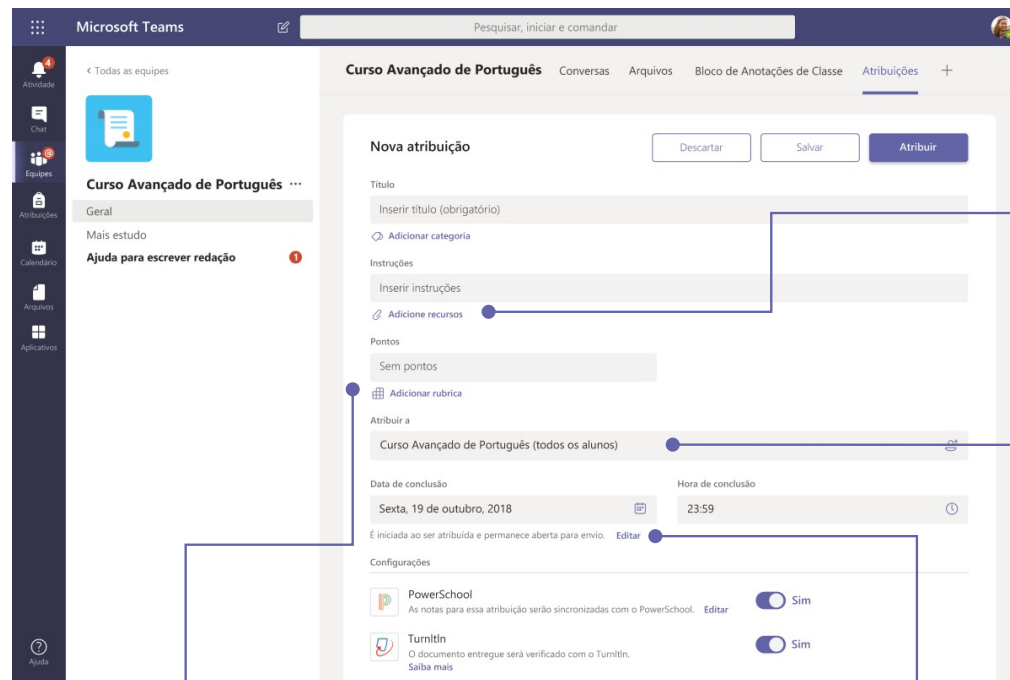 Microsoft Teams
Pesquisar, iniciar e comandar
4
Atividade
Chat
@
Equipes
Atribuições
Calendário
Arquivos
Aplicativos
Ajuda
< Todas as equipes
Curso Avançado de Português ...
Geral
Mais estudo
Ajuda para escrever redação 1
Curso Avançado de Português Conversas Arquivos Bloco de Anotações de Classe Atribuições +
Nova atribuição Descartar Salvar Atribuir
Título
Inserir título (obrigatório)
Adicionar categoria
Instruções
Inserir instruções
Adicione recursos
Pontos
Sem pontos
Adicionar rubrica
Atribuir a
Curso Avançado de Português (todos os alunos)
Data de conclusão Hora de conclusão
Sexta, 19 de outubro, 2018 23:59
É iniciada ao ser atribuída e permanece aberta para envio. Editar
Configurações
PowerSchool
As notas para essa atribuição serão sincronizadas com o PowerSchool. Editar Sim
TurnItIn
O documento entregue será verificado com o TurnItIn. Sim
Saiba mais